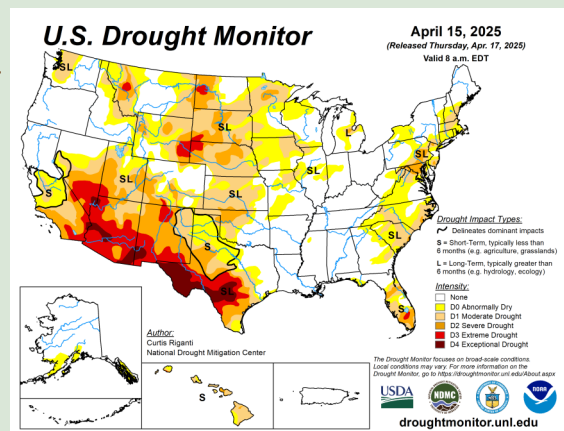 U.S. Drought Monitor
April 15, 2025
(Released Thursday, Apr. 17, 2025)
Valid 8 a.m. EDT
SL
SL
L
SL
SL
S
SL
SL
SL
S
SL
SL
S
Drought Impact Types:
Delineates dominant impacts
S = Short-Term, typically less than
6 months (e.g. agriculture, grasslands)
L = Long-Term, typically greater than
6 months (e.g. hydrology, ecology)
Intensity:
None
D0 Abnormally Dry
D1 Moderate Drought
D2 Severe Drought
D3 Extreme Drought
D4 Exceptional Drought
Author:
Curtis Riganti
National Drought Mitigation Center
S
The Drought Monitor focuses on broad-scale conditions.
Local conditions may vary. For more information on the
Drought Monitor, go to https://droughtmonitor.unl.edu/About.aspx
USDA
NDMC
NOAA
droughtmonitor.unl.edu